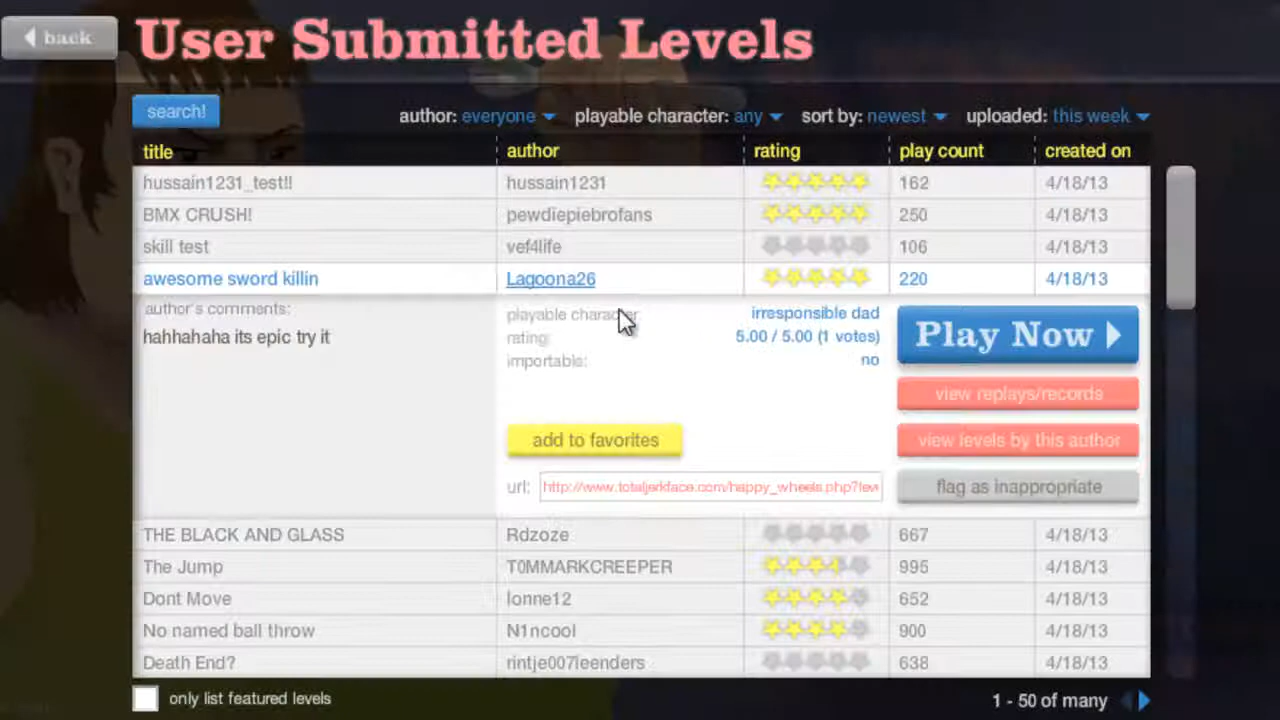 back
User Submitted Levels
search!
author: everyone playable character: any sort by: newest uploaded: this week
title author rating play count created on
hussain1231_test!! hussain1231 162 4/18/13
BMX CRUSH! pewdiepiebrofans 250 4/18/13
skill test vef4life 106 4/18/13
awesome sword killin Lagoona26 220 4/18/13
author's comments:
hahhahaha its epic try it
playable character: irresponsible dad
rating: 5.00 / 5.00 (1 votes)
importable: no
Play Now
view replays/records
add to favorites
view levels by this author
url: http://www.totaljerkface.com/happy_wheels.php?lev
flag as inappropriate
THE BLACK AND GLASS Rdzoze 667 4/18/13
The Jump T0MMARKCREEPER 995 4/18/13
Dont Move lonne12 652 4/18/13
No named ball throw N1ncool 900 4/18/13
Death End? rintje007leenders 638 4/18/13
only list featured levels
1 - 50 of many